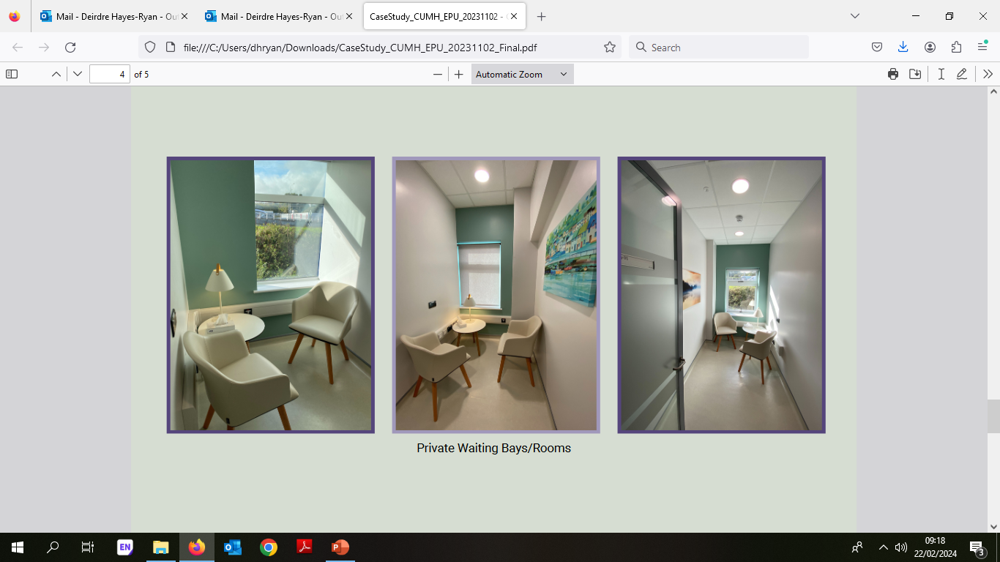 Mail - Deirdre Hayes-Ryan - Ou
Mail - Deirdre Hayes-Ryan - Ou
CaseStudy_CUMH_EPU_20231102 -
file:///C:/Users/dhryan/Downloads/CaseStudy_CUMH_EPU_20231102_Final.pdf
Search
4 of 5
Automatic Zoom
Private Waiting Bays/Rooms
EN
09:18
22/02/2024
3